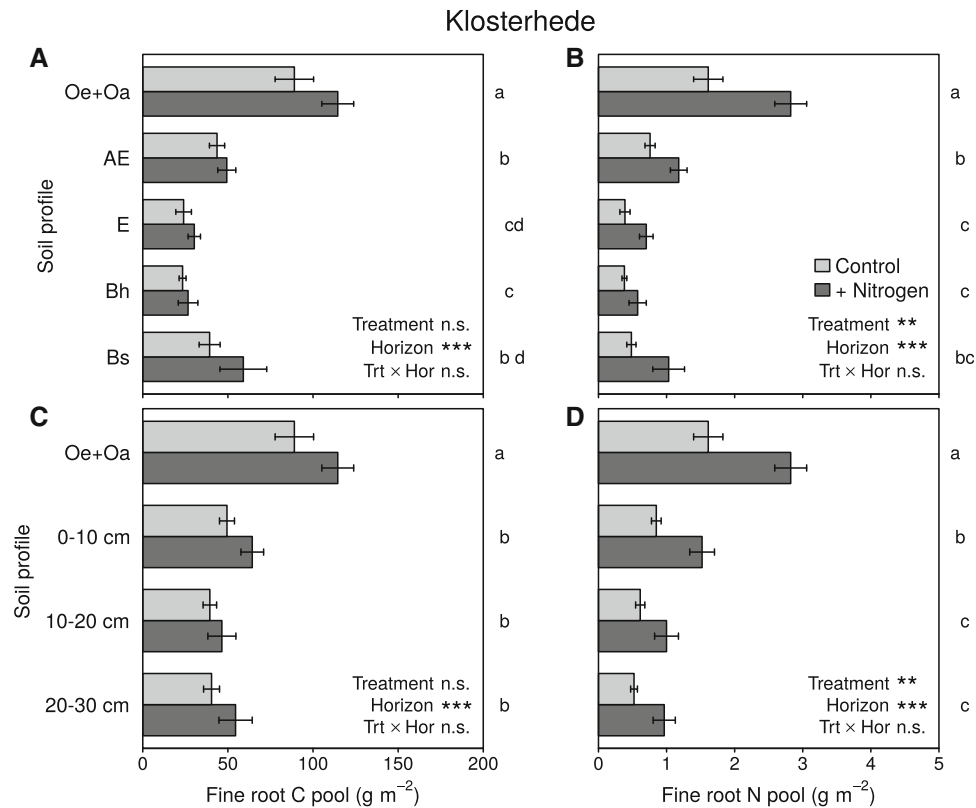 Klosterhede
A
B
Soil profile
Oe+Oa
a
a
AE
b
b
E
cd
c
Control
Bh
c
+ Nitrogen
c
Treatment n.s.
Treatment **
Horizon ***
Horizon ***
Bs
b d
bc
Trt × Hor n.s.
Trt × Hor n.s.
C
D
Soil profile
Oe+Oa
a
a
0-10 cm
b
b
10-20 cm
b
c
Treatment n.s.
Treatment **
20-30 cm
Horizon ***
b
Horizon ***
c
Trt × Hor n.s.
Trt × Hor n.s.
0 50 100 150 200
0 1 2 3 4 5
Fine root C pool (g m⁻²)
Fine root N pool (g m⁻²)